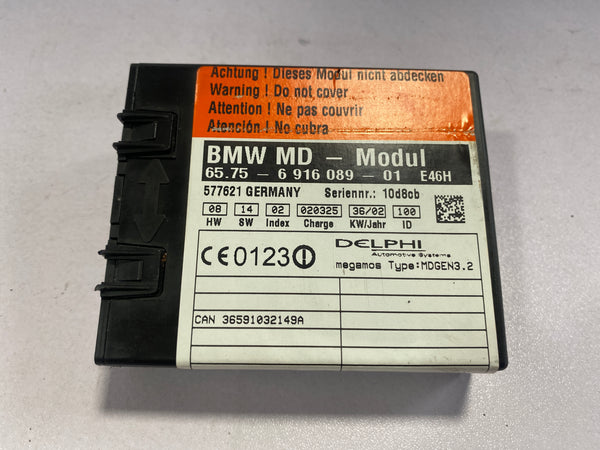 Achtung ! Dieses Modul nicht abdecken
Warning ! Do not cover
Attention ! Ne pas couvrir
Atención ! No cubra
BMW MD – Modul
65.75 – 6 916 089 – 01 E46H
577621 GERMANY Seriennr.: 10d8cb
08 14 02 020325 36/02 100
HW SW Index Charge KW/Jahr ID
CE0123
DELPHI
Automotive Systems
megamos Type:MDGEN3.2
CAN 36591032149A